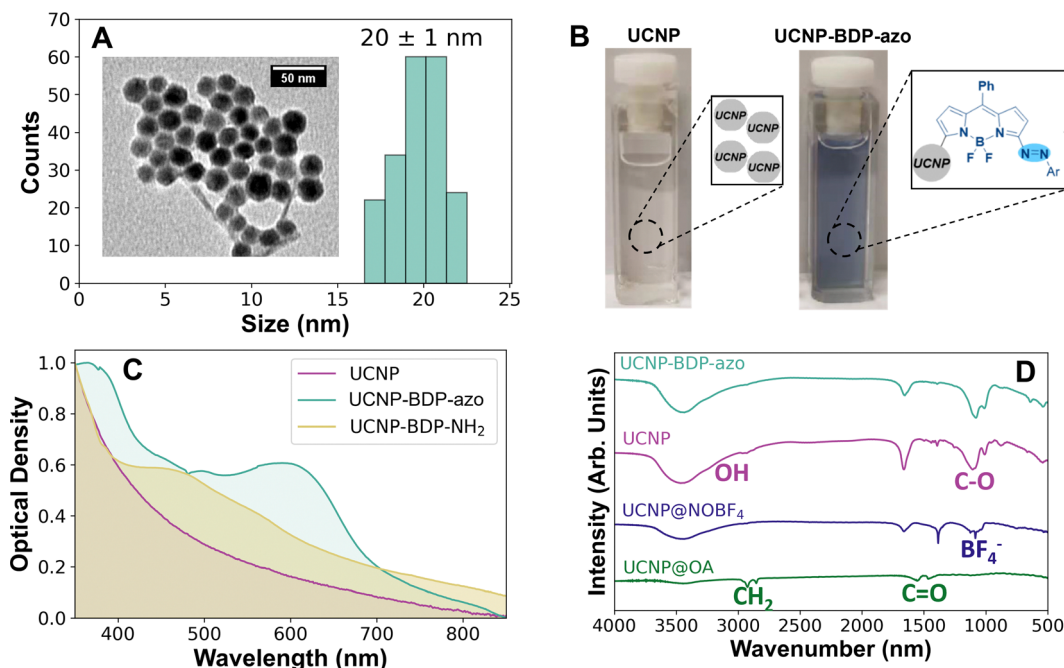 A
20 ± 1 nm
50 nm
Counts
70
60
50
40
30
20
10
0
0
5
10
15
20
25
Size (nm)
B
UCNP
UCNP-BDP-azo
UCNP
UCNP
UCNP
UCNP
Ph
N
N
B
F
F
N=N
Ar
UCNP
C
UCNP
UCNP-BDP-azo
UCNP-BDP-NH₂
Optical Density
1.0
0.8
0.6
0.4
0.2
0.0
400
500
600
700
800
Wavelength (nm)
D
UCNP-BDP-azo
UCNP
OH
C-O
UCNP@NOBF₄
BF₄⁻
UCNP@OA
CH₂
C=O
Intensity (Arb. Units)
4000
3500
3000
2500
2000
1500
1000
500
Wavenumber (nm)